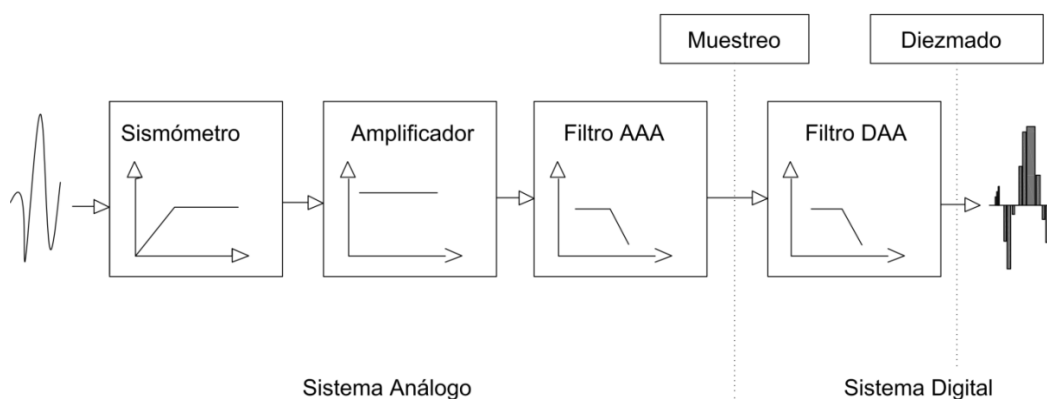 Muestreo
Diezmado
Sismómetro
Amplificador
Filtro AAA
Filtro DAA
Sistema Análogo
Sistema Digital